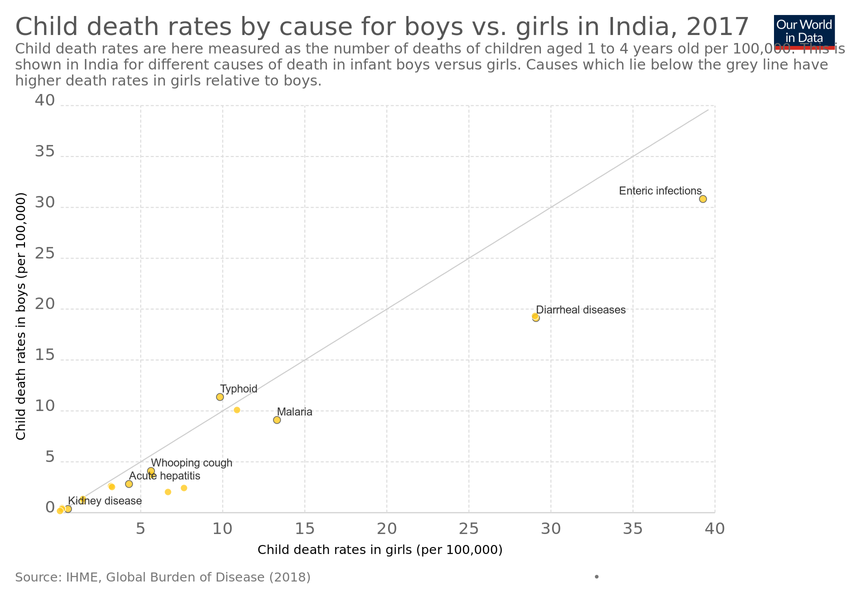 Child death rates by cause for boys vs. girls in India, 2017
Our World
in Data
Child death rates are here measured as the number of deaths of children aged 1 to 4 years old per 100,000. This is
shown in India for different causes of death in infant boys versus girls. Causes which lie below the grey line have
higher death rates in girls relative to boys.
40
35
30
25
20
15
10
5
0
Child death rates in boys (per 100,000)
Enteric infections
Diarrheal diseases
Typhoid
Malaria
Whooping cough
Acute hepatitis
Kidney disease
5
10
15
20
25
30
35
40
Child death rates in girls (per 100,000)
Source: IHME, Global Burden of Disease (2018)
•